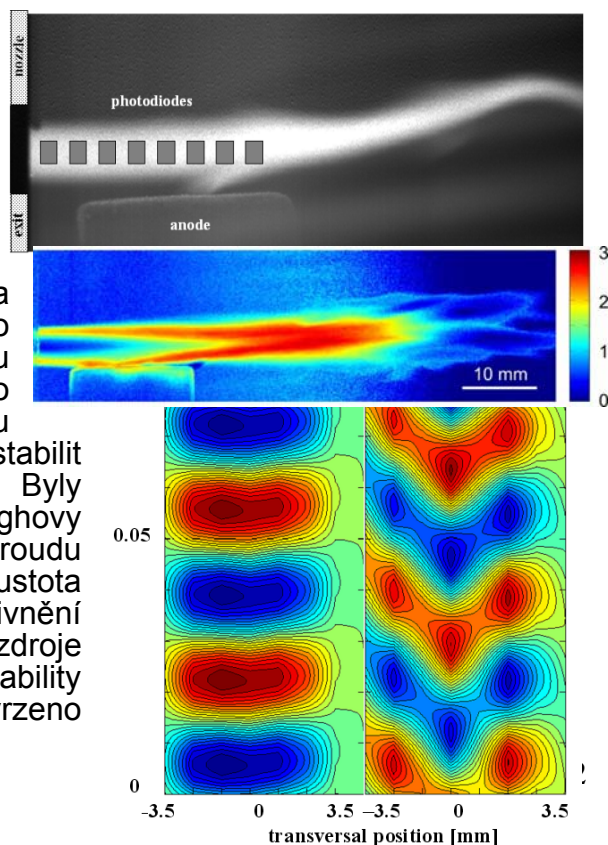 nozzle
photodiodes
exit
anode
3
2
1
0
10 mm
a
o
u
o
u
stabilit
Byly
ghovy
roudu
ustota
ivnění
zdroje
ability
rzeno
0.05
0
-3.5 0 3.5 -3.5 0 3.5
transversal position [mm]